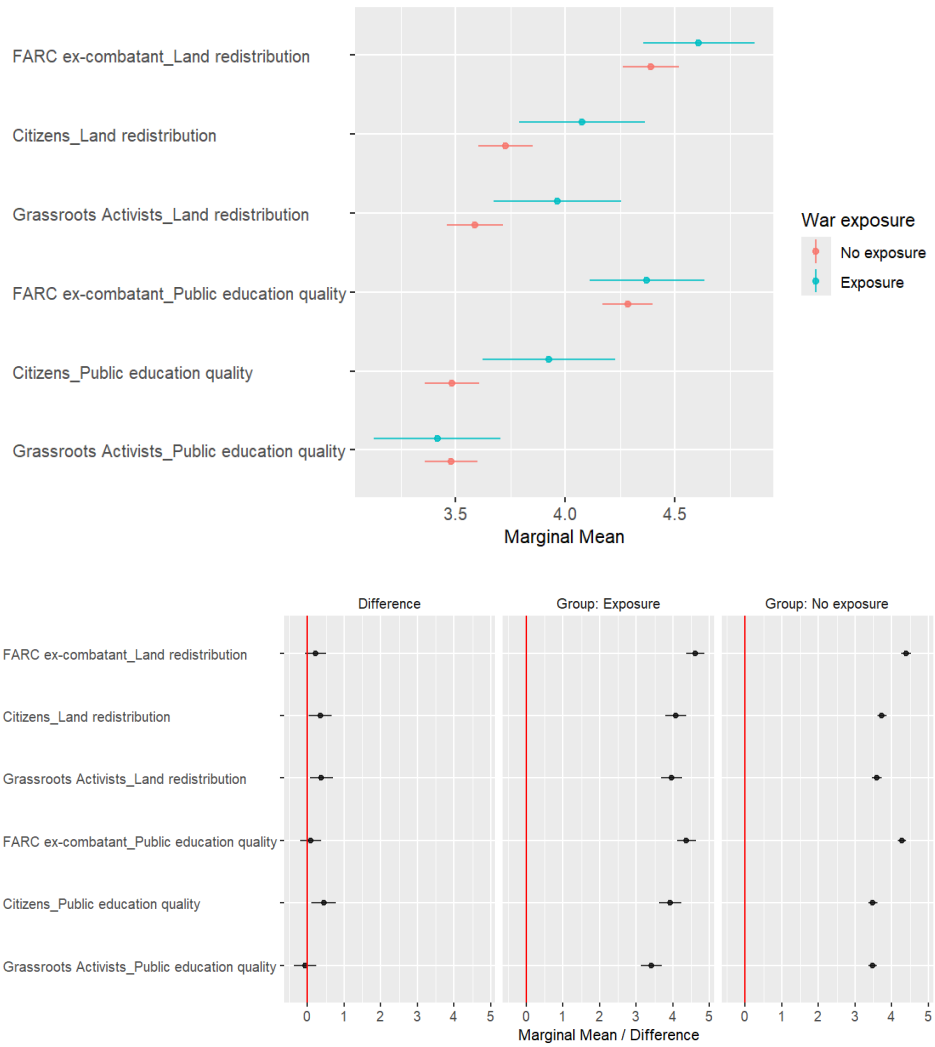 FARC ex-combatant_Land redistribution
Citizens_Land redistribution
Grassroots Activists_Land redistribution
FARC ex-combatant_Public education quality
Citizens_Public education quality
Grassroots Activists_Public education quality
3.5 4.0 4.5
Marginal Mean
War exposure
No exposure
Exposure
Difference Group: Exposure Group: No exposure
FARC ex-combatant_Land redistribution
Citizens_Land redistribution
Grassroots Activists_Land redistribution
FARC ex-combatant_Public education quality
Citizens_Public education quality
Grassroots Activists_Public education quality
0 1 2 3 4 5 0 1 2 3 4 5 0 1 2 3 4 5
Marginal Mean / Difference